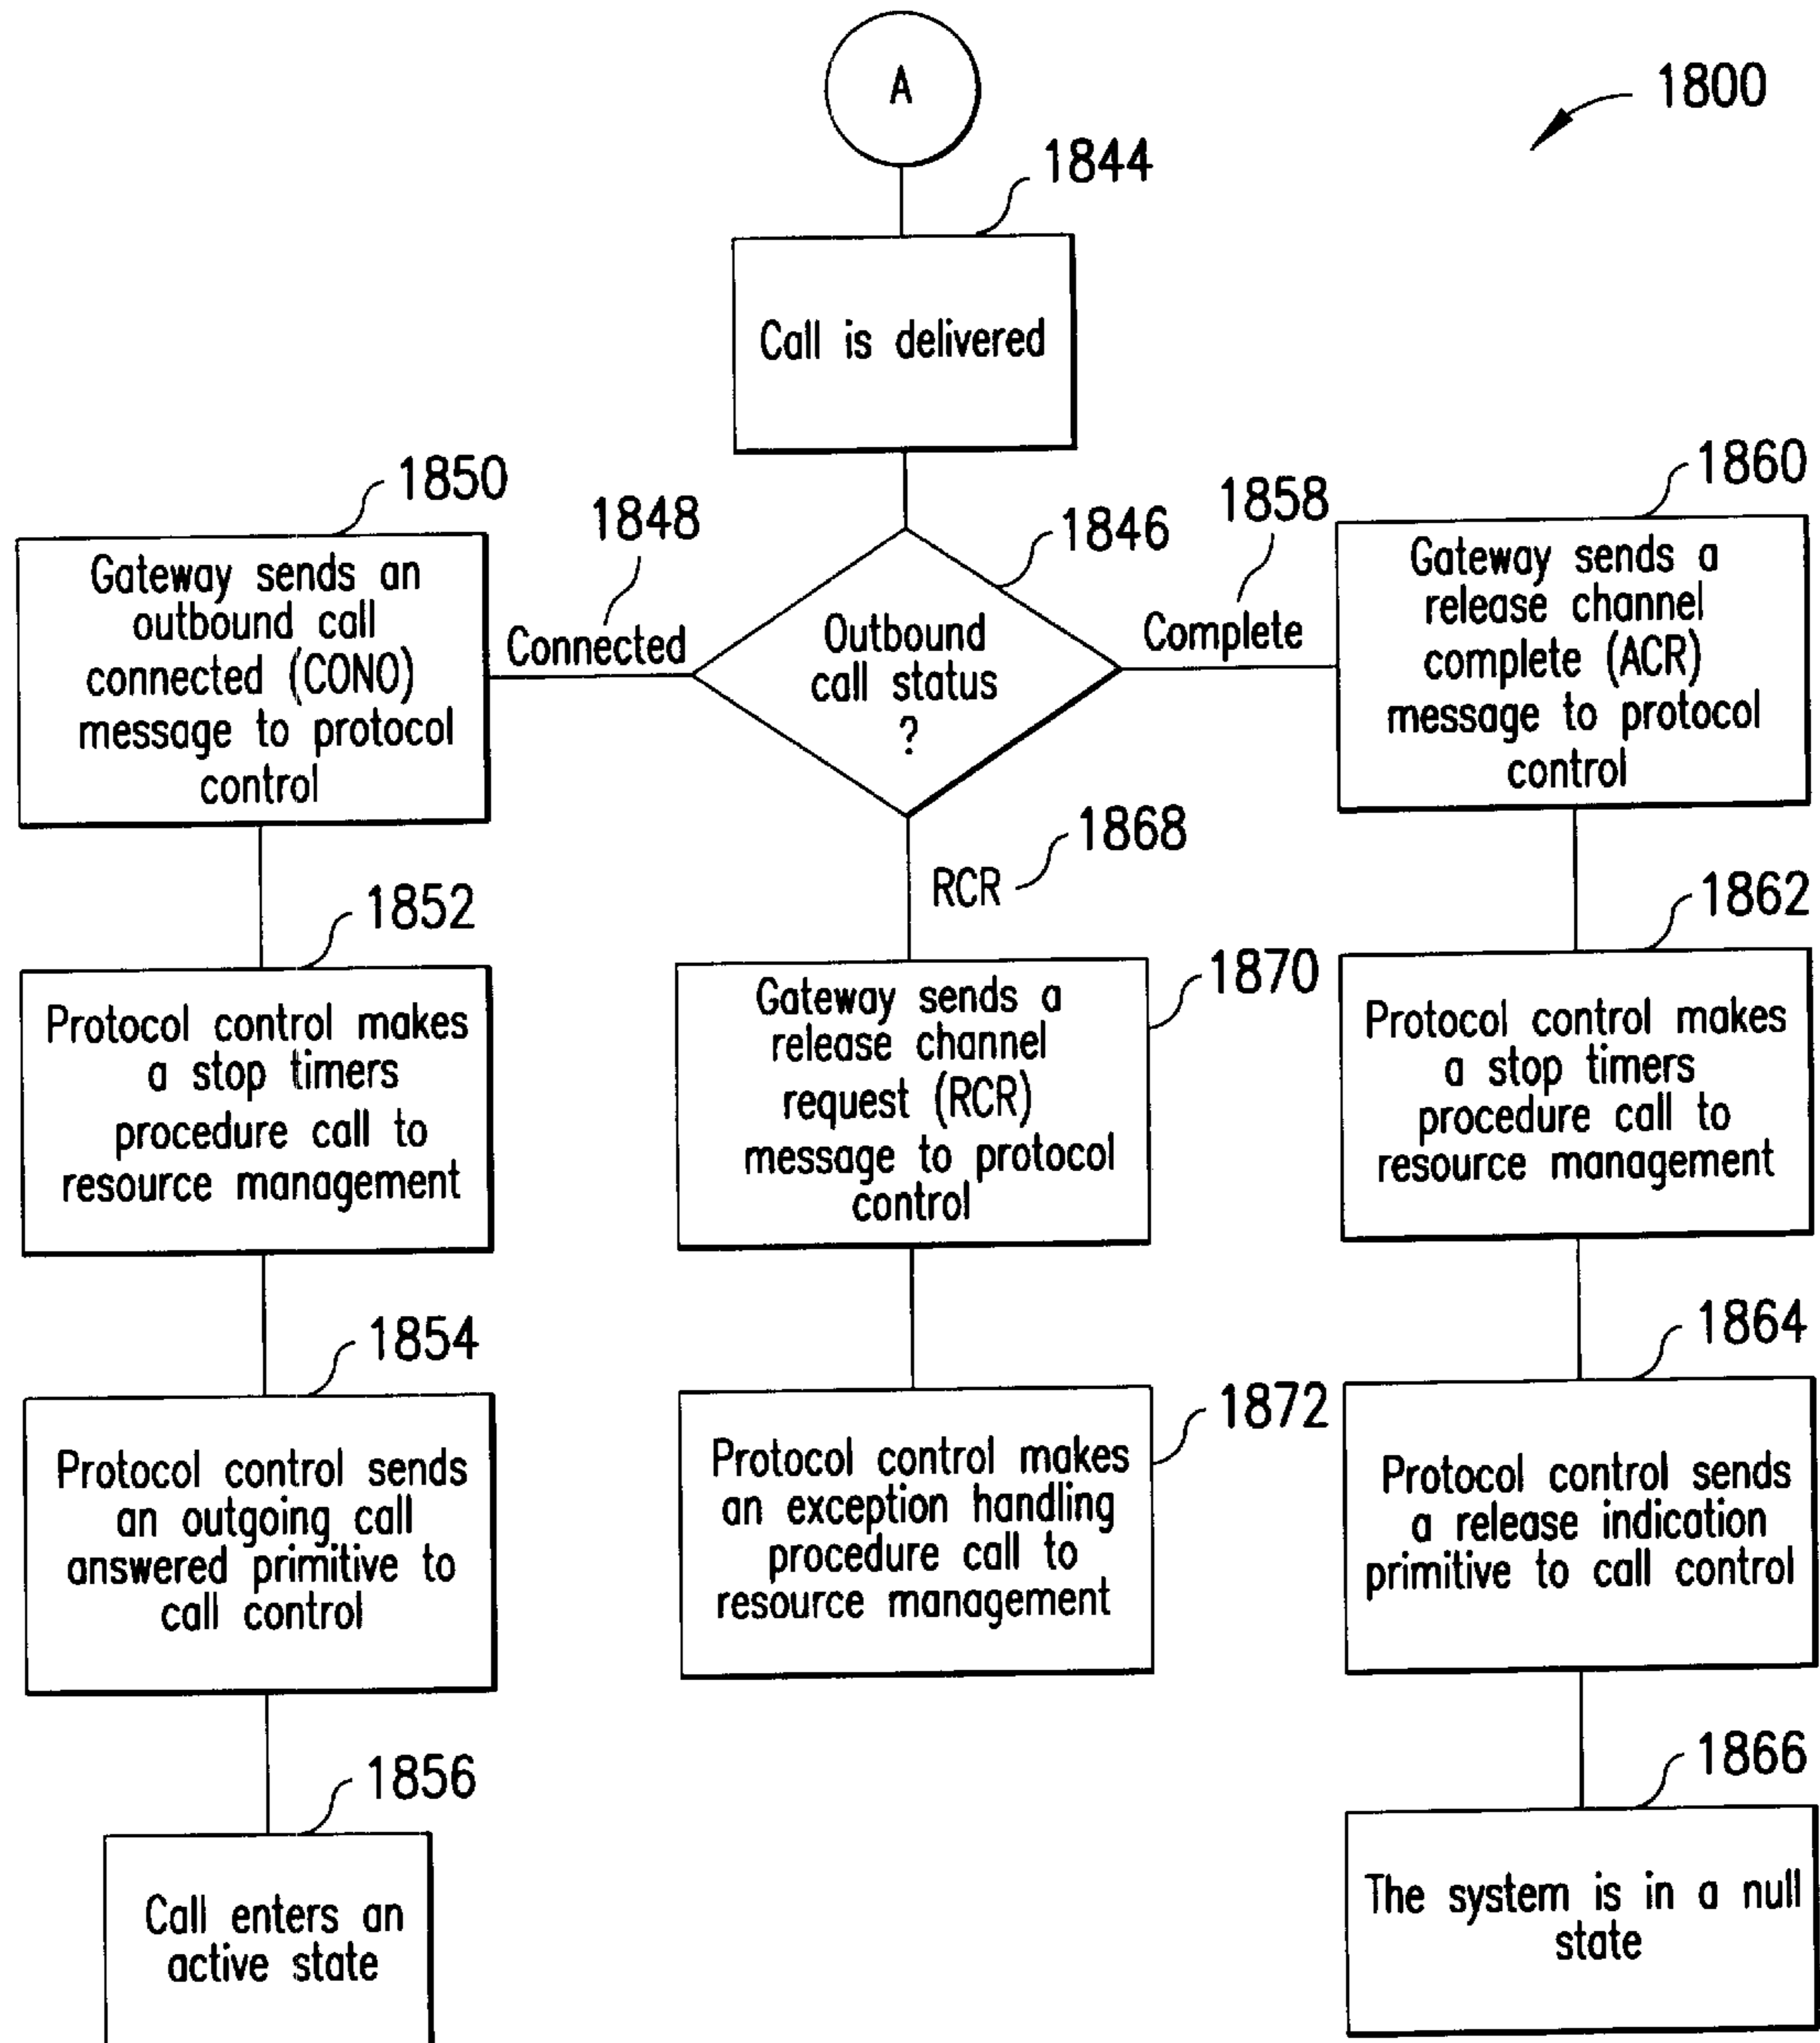 A
1800
1844
Call is delivered
1850
1848
1846
1858
1860
Gateway sends an
outbound call
connected (CONO)
message to protocol
control
Connected
Outbound
call status
?
Complete
Gateway sends a
release channel
complete (ACR)
message to protocol
control
1868
RCR
1852
Protocol control makes
a stop timers
procedure call to
resource management
1870
Gateway sends a
release channel
request (RCR)
message to protocol
control
1862
Protocol control makes
a stop timers
procedure call to
resource management
1854
Protocol control sends
an outgoing call
answered primitive to
call control
1872
Protocol control makes
an exception handling
procedure call to
resource management
1864
Protocol control sends
a release indication
primitive to call control
1856
Call enters an
active state
1866
The system is in a null
state